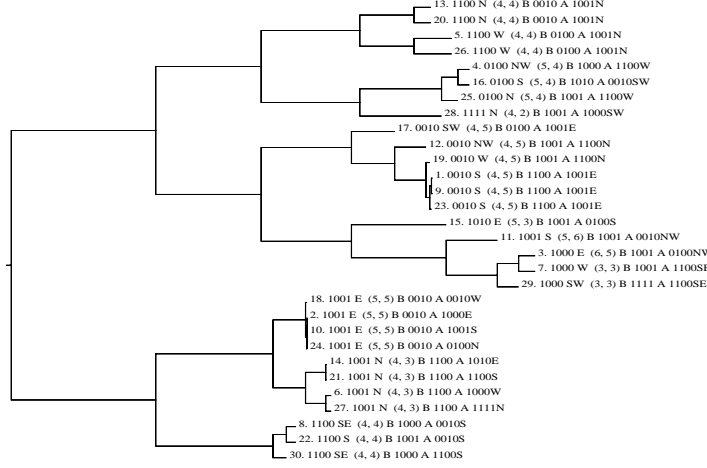 13. 1100 N (4, 4) B 0010 A 1001N
20. 1100 N (4, 4) B 0010 A 1001N
5. 1100 W (4, 4) B 0100 A 1001N
26. 1100 W (4, 4) B 0100 A 1001N
4. 0100 NW (5, 4) B 1000 A 1100W
16. 0100 S (5, 4) B 1010 A 0010SW
25. 0100 N (5, 4) B 1001 A 1100W
28. 1111 N (4, 2) B 1001 A 1000SW
17. 0010 SW (4, 5) B 0100 A 1001E
12. 0010 NW (4, 5) B 1001 A 1100N
19. 0010 W (4, 5) B 1001 A 1100N
1. 0010 S (4, 5) B 1100 A 1001E
9. 0010 S (4, 5) B 1100 A 1001E
23. 0010 S (4, 5) B 1100 A 1001E
15. 1010 E (5, 3) B 1001 A 0100S
11. 1001 S (5, 6) B 1001 A 0010NW
3. 1000 E (6, 5) B 1001 A 0100NW
7. 1000 W (3, 3) B 1001 A 1100SE
29. 1000 SW (3, 3) B 1111 A 1100SE
18. 1001 E (5, 5) B 0010 A 0010W
2. 1001 E (5, 5) B 0010 A 1000E
10. 1001 E (5, 5) B 0010 A 1001S
24. 1001 E (5, 5) B 0010 A 0100N
14. 1001 N (4, 3) B 1100 A 1010E
21. 1001 N (4, 3) B 1100 A 1100S
6. 1001 N (4, 3) B 1100 A 1000W
27. 1001 N (4, 3) B 1100 A 1111N
8. 1100 SE (4, 4) B 1000 A 0010S
22. 1100 S (4, 4) B 1001 A 0010S
30. 1100 SE (4, 4) B 1000 A 1100S